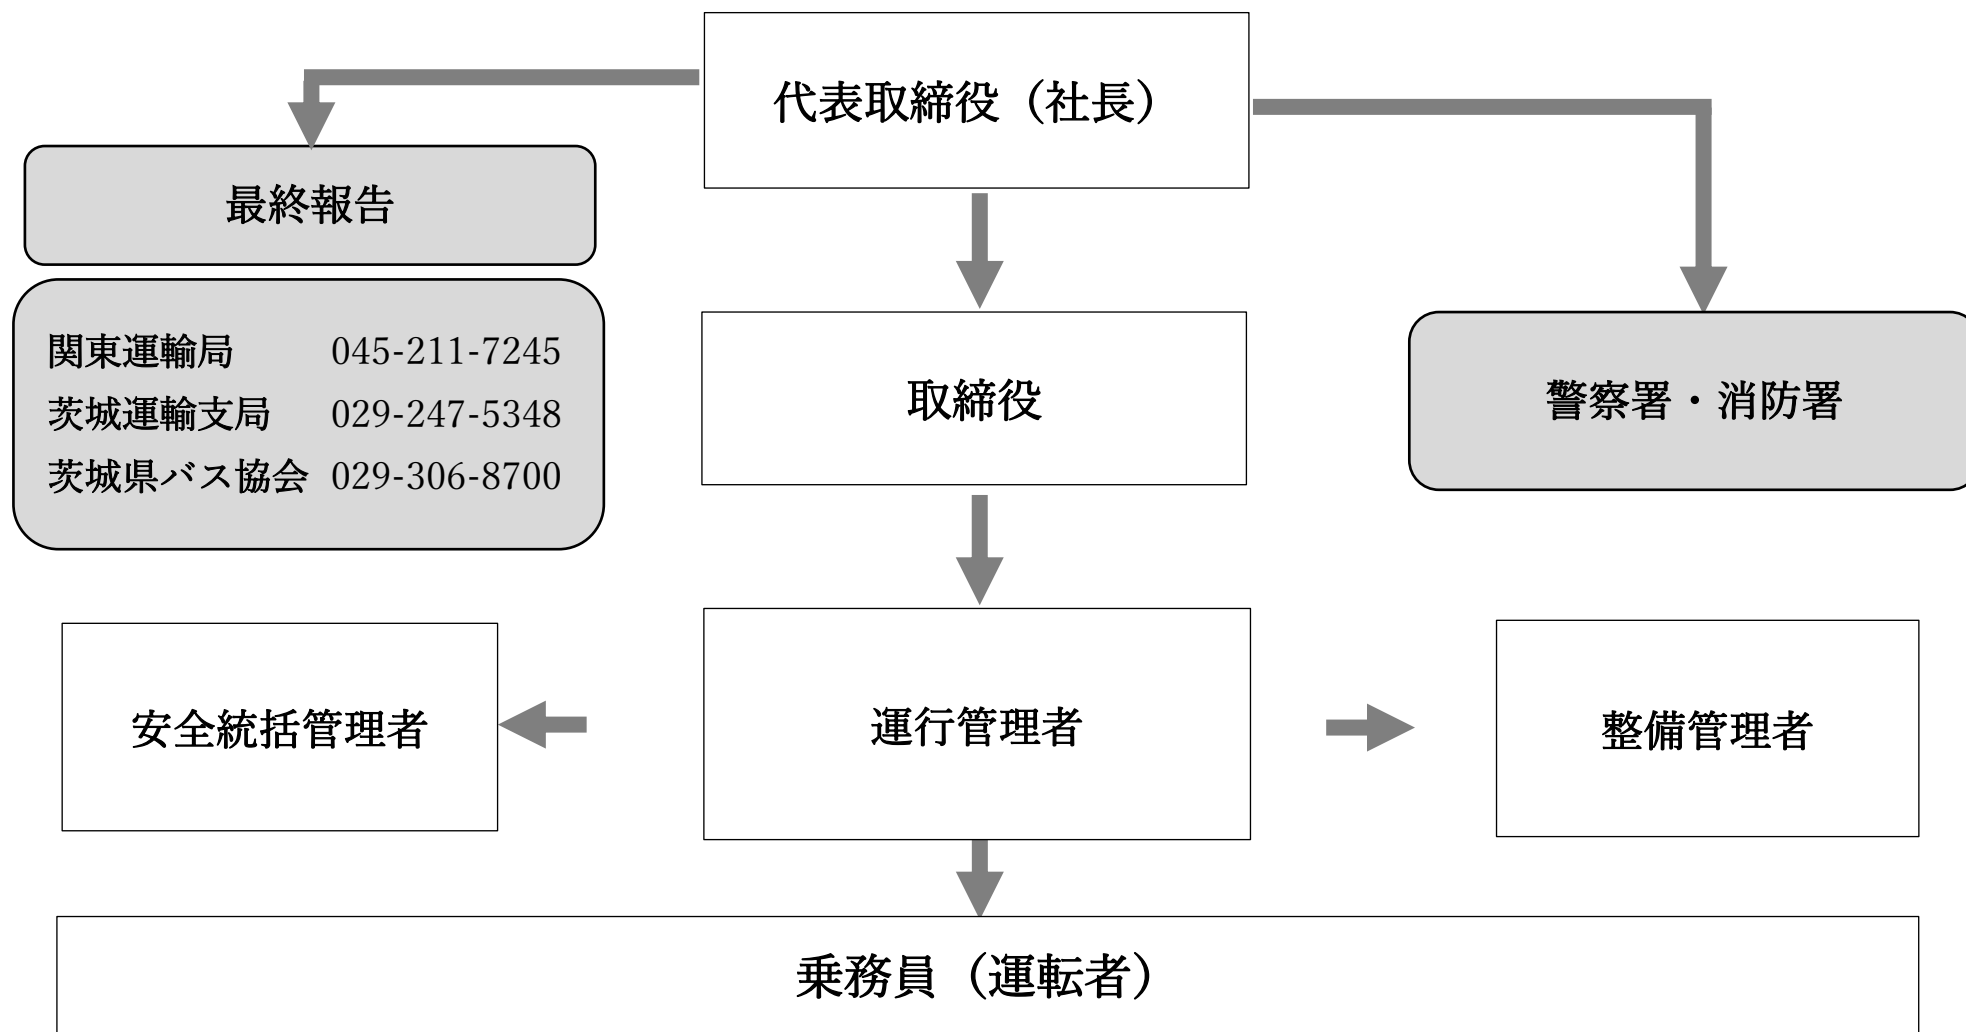 代表取締役（社長）
最終報告
関東運輸局 045-211-7245
茨城運輸支局 029-247-5348
茨城県バス協会 029-306-8700
取締役
警察署・消防署
安全統括管理者
運行管理者
整備管理者
乗務員（運転者）